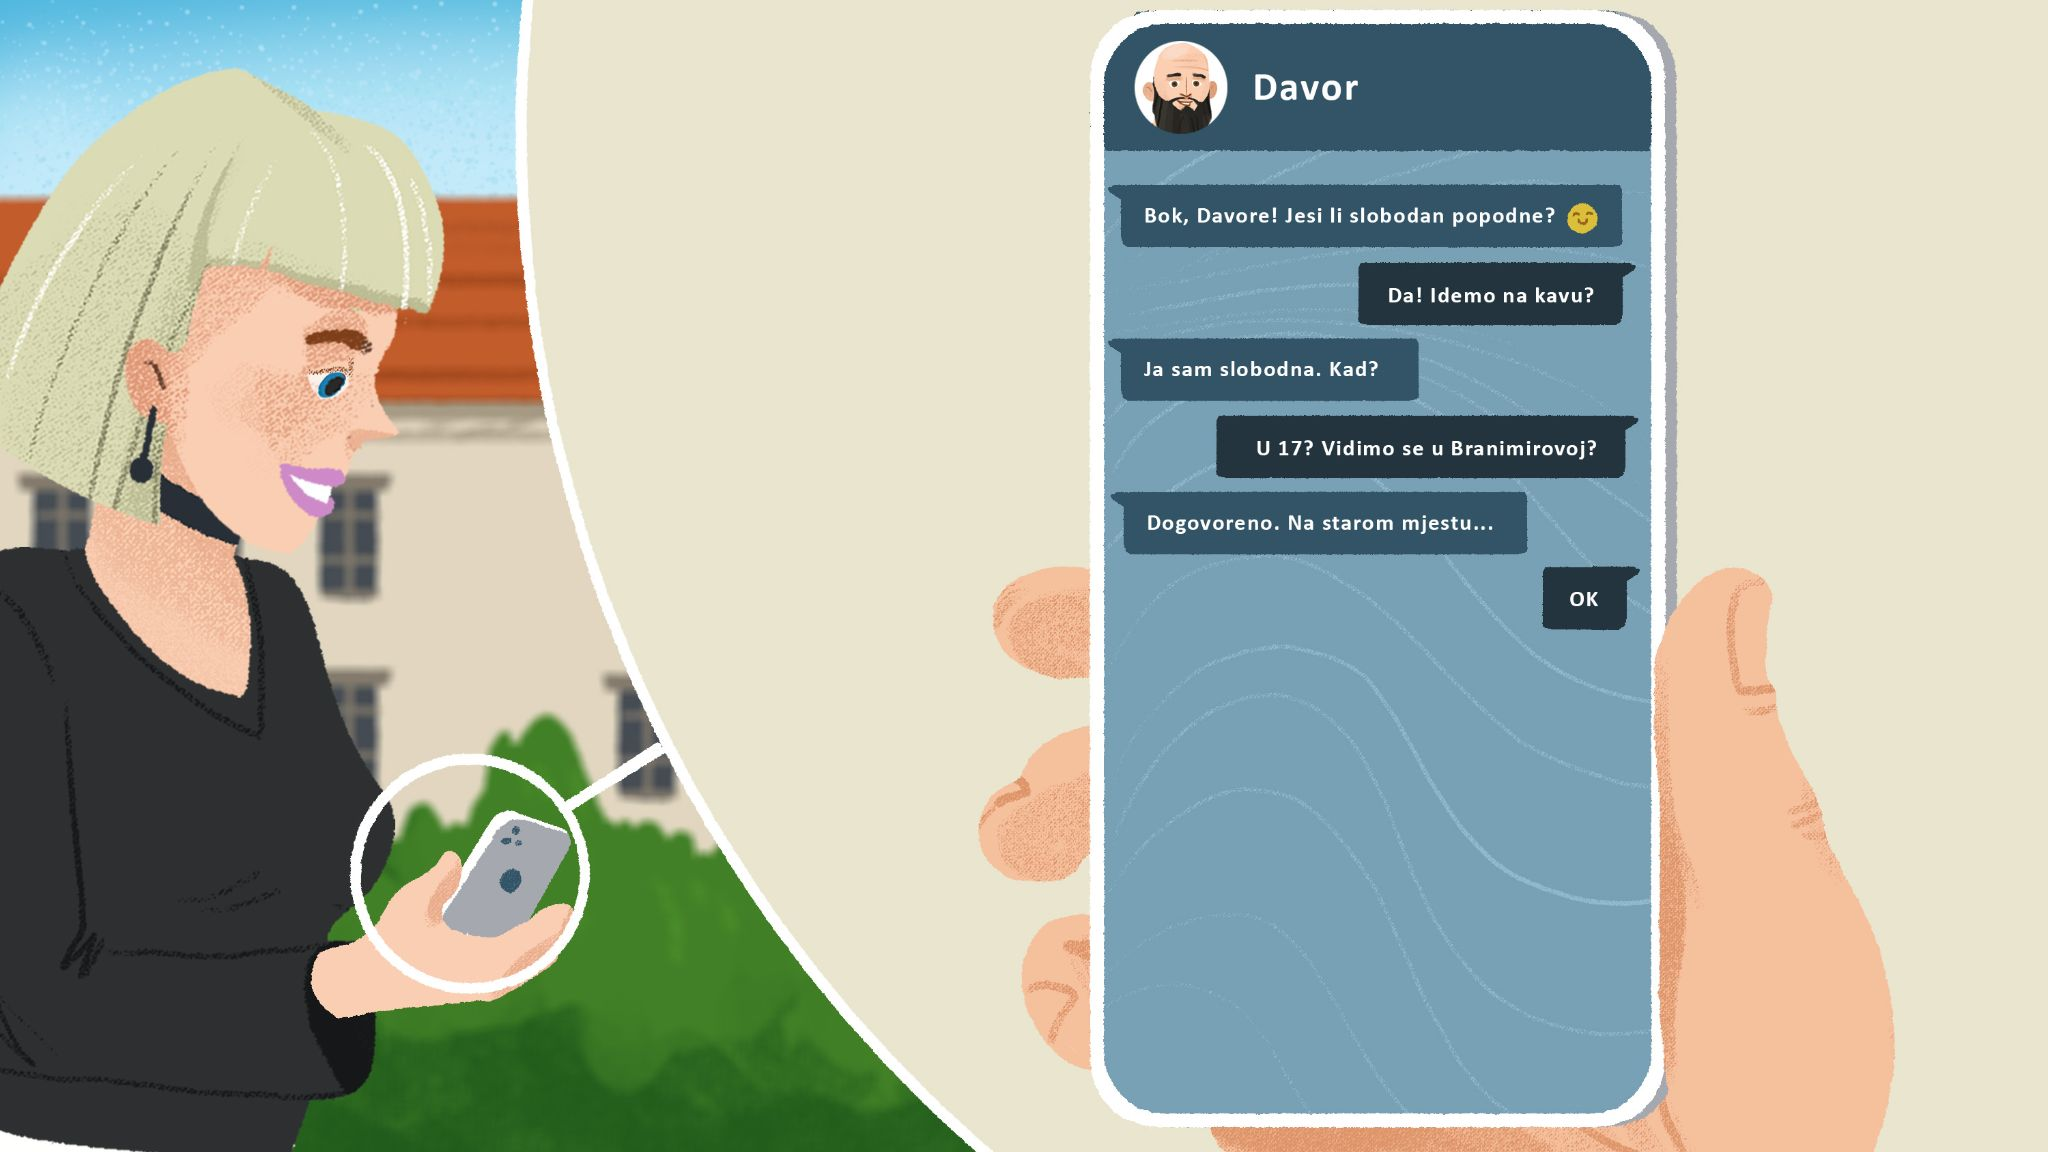 Davor
Bok, Davore! Jesi li slobodan popodne?
Da! Idemo na kavu?
Ja sam slobodna. Kad?
U 17? Vidimo se u Branimirovoj?
Dogovoreno. Na starom mjestu...
OK